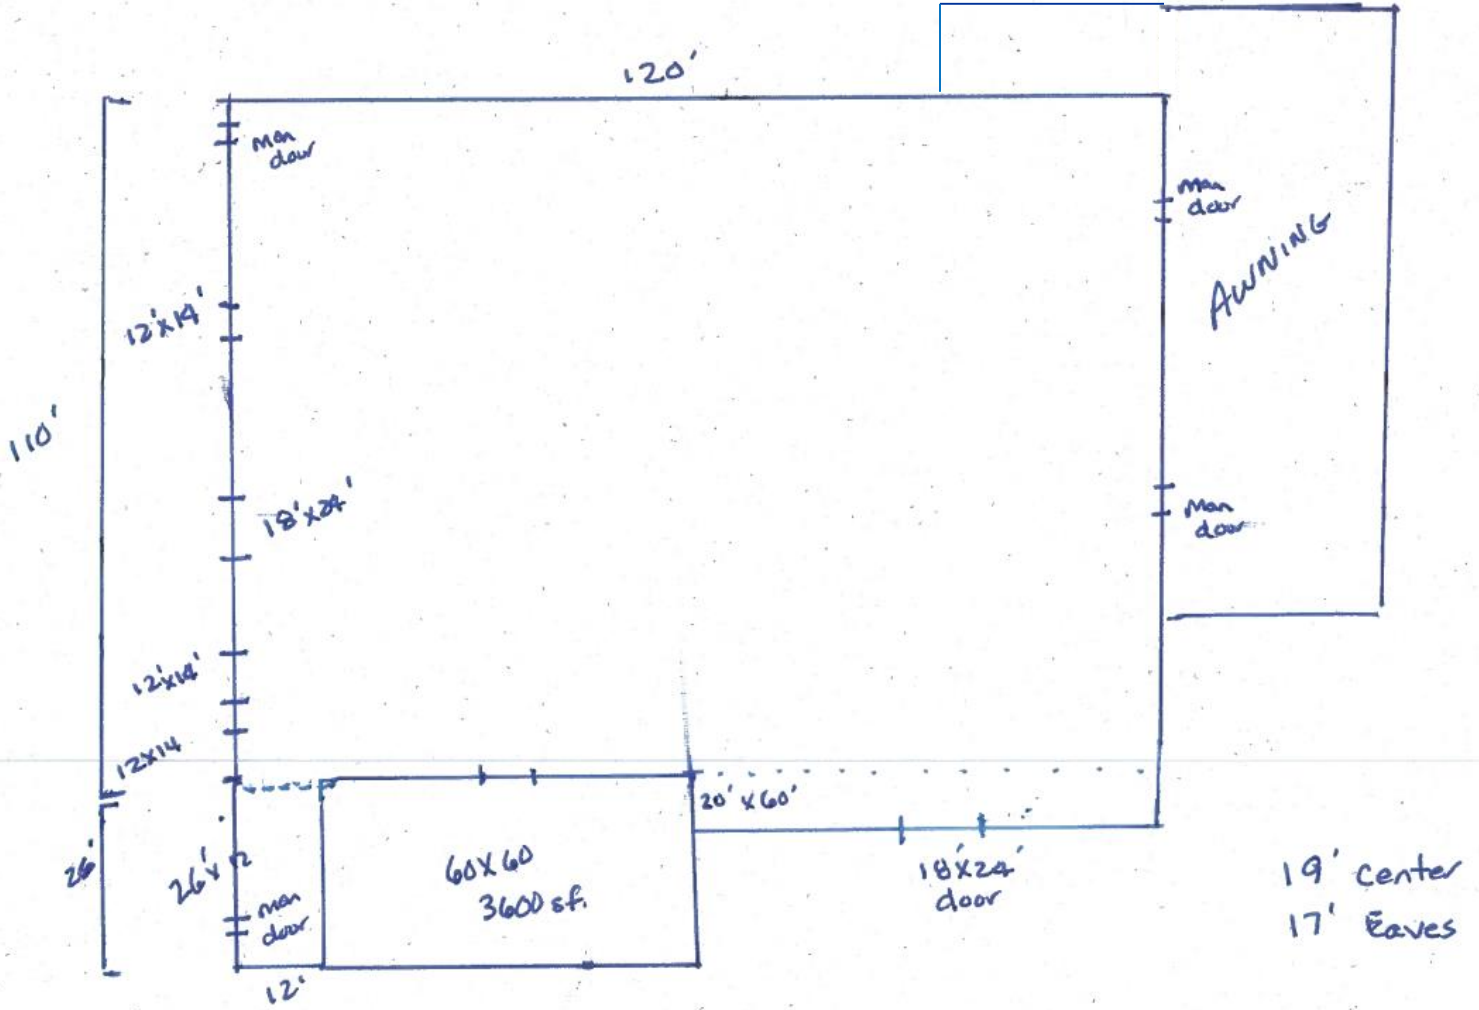 120'
Man
door
Man
door
AWNING
12'x14'
110'
18'x24'
Man
door
12'x14'
12x14
20' x 60'
26'
26'x12
60X60
3600 sf.
18'X24'
door
19' Center
17' Eaves
Man
door
12'